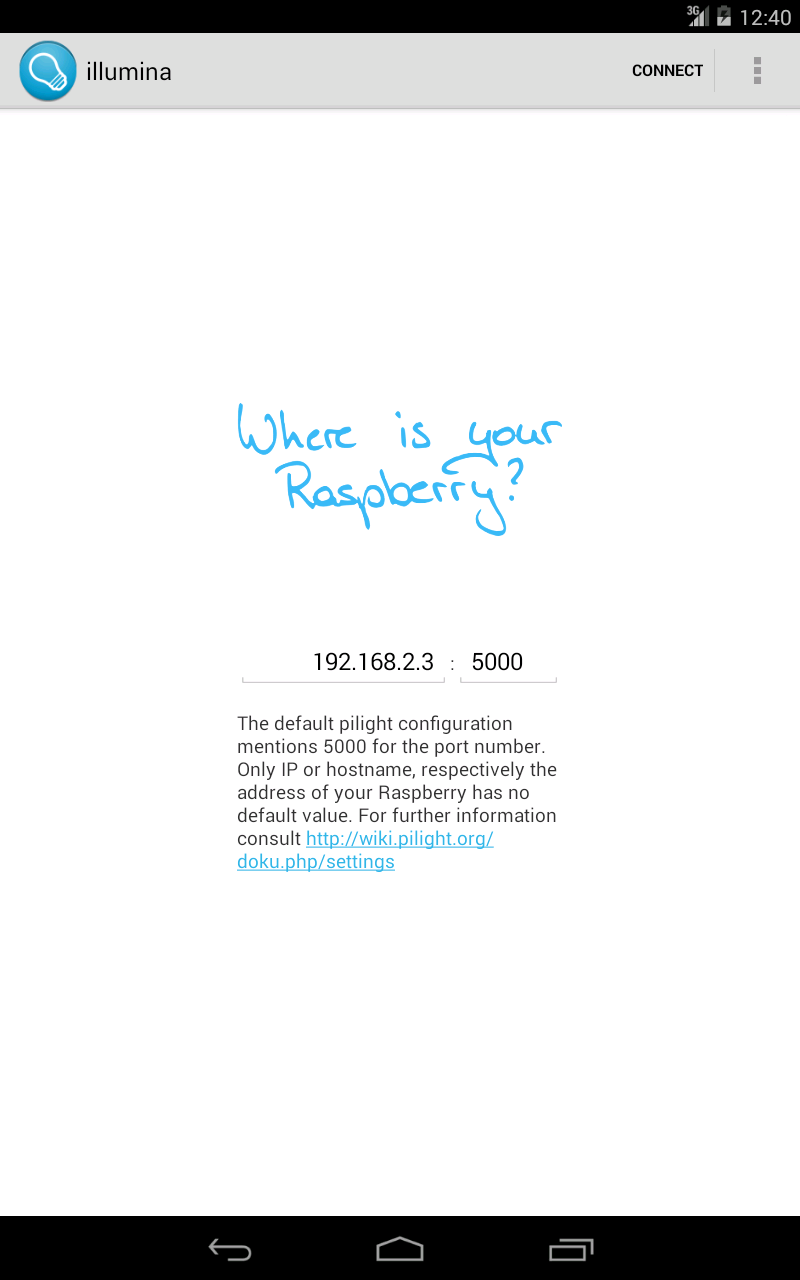 3G 12:40
illumina CONNECT
Where is your
Raspberry?
192.168.2.3 : 5000
The default pilight configuration
mentions 5000 for the port number.
Only IP or hostname, respectively the
address of your Raspberry has no
default value. For further information
consult http://wiki.pilight.org/
doku.php/settings